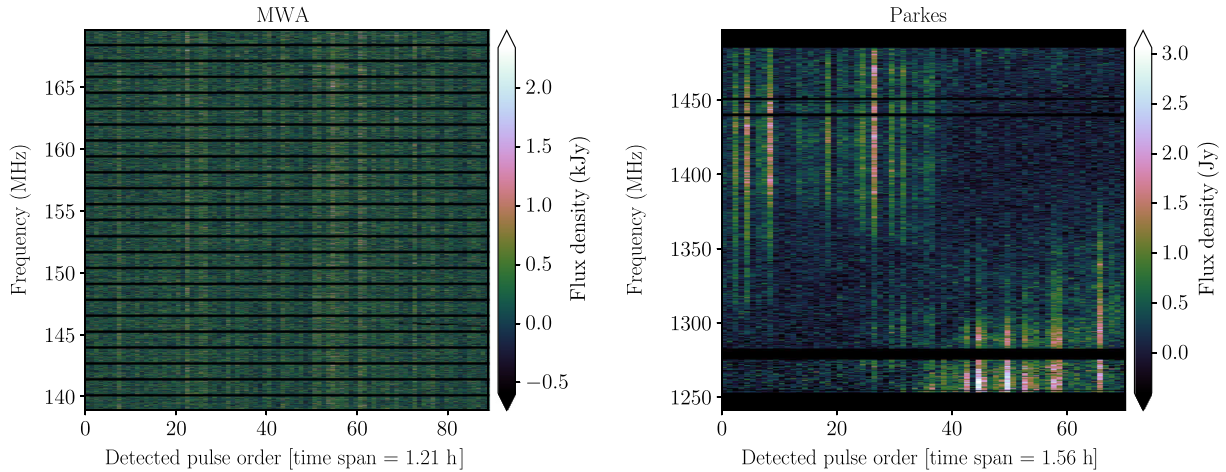 MWA
Frequency (MHz)
165
160
155
150
145
140
0 20 40 60 80
Detected pulse order [time span = 1.21 h]
2.0
1.5
1.0
0.5
0.0
−0.5
Flux density (kJy)
Parkes
Frequency (MHz)
1450
1400
1350
1300
1250
0 20 40 60
Detected pulse order [time span = 1.56 h]
3.0
2.5
2.0
1.5
1.0
0.5
0.0
Flux density (Jy)